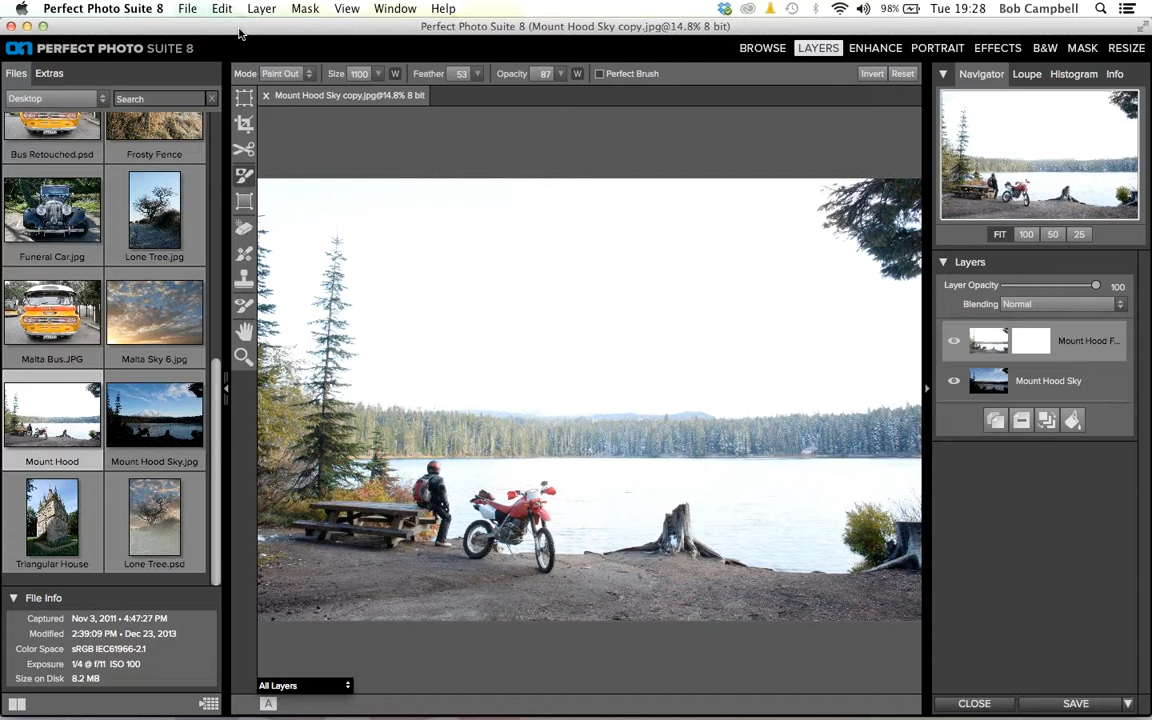 Perfect Photo Suite 8 File Edit Layer Mask View Window Help 98% Tue 19:28 Bob Campbell
Perfect Photo Suite 8 (Mount Hood Sky copy.jpg@14.8% 8 bit)
on PERFECT PHOTO SUITE 8 BROWSE LAYERS ENHANCE PORTRAIT EFFECTS B&W MASK RESIZE
Files Extras
Mode Paint Out Size 1100 W Feather 53 Opacity 87 W Perfect Brush Invert Reset
Navigator Loupe Histogram Info
Desktop Search X
X Mount Hood Sky copy.jpg@14.8% 8 bit
Bus Retouched.psd Frosty Fence
Funeral Car.jpg Lone Tree.jpg
Malta Bus.JPG Malta Sky 6.jpg
Mount Hood Mount Hood Sky.jpg
Triangular House Lone Tree.psd
FIT 100 50 25
Layers
Layer Opacity 100
Blending Normal
Mount Hood F...
Mount Hood Sky
File Info
Captured Nov 3, 2011 • 4:47:27 PM
Modified 2:39:09 PM • Dec 23, 2013
Color Space sRGB IEC61966-2.1
Exposure 1/4 @ f/11 ISO 100
Size on Disk 8.2 MB
All Layers
A
CLOSE SAVE